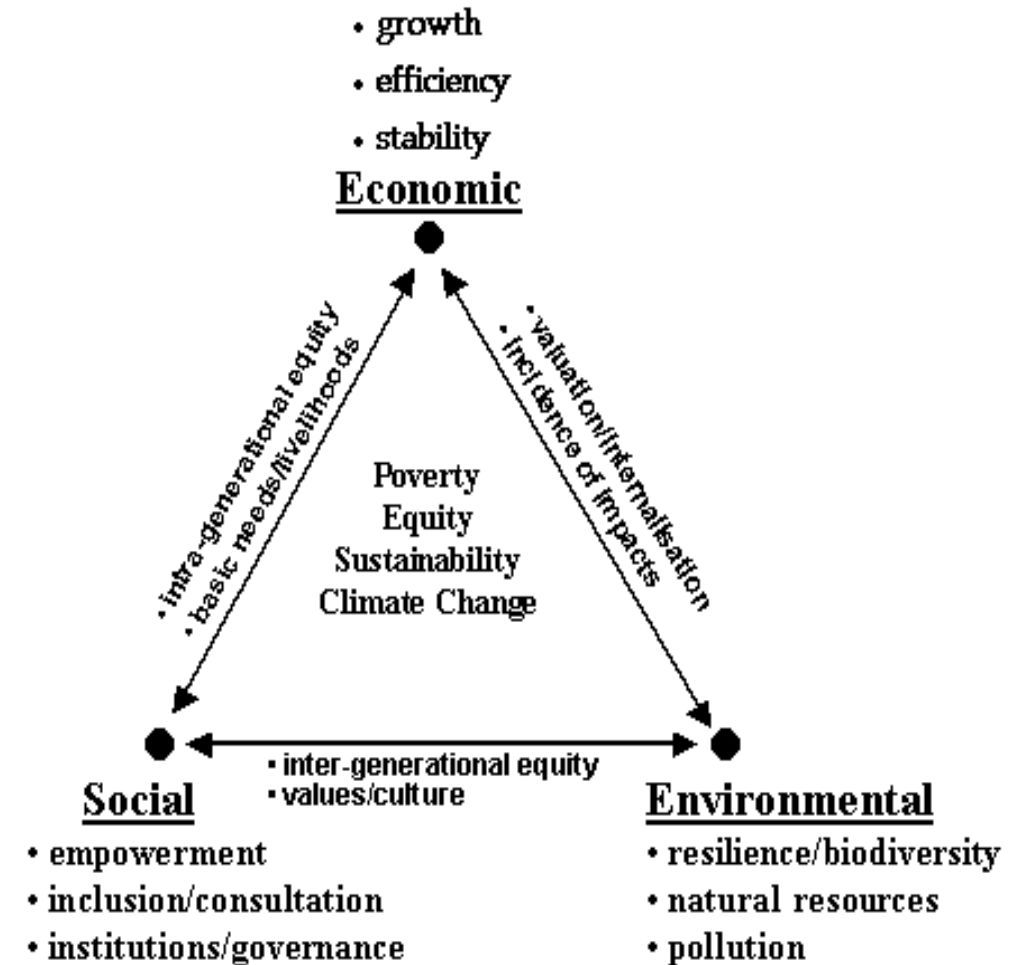 • growth
• efficiency
• stability
Economic
• intra-generational equity
• basic needs/livelihoods
• valuation/internalisation
• incidence of impacts
Poverty
Equity
Sustainability
Climate Change
• inter-generational equity
• values/culture
Social
• empowerment
• inclusion/consultation
• institutions/governance
Environmental
• resilience/biodiversity
• natural resources
• pollution